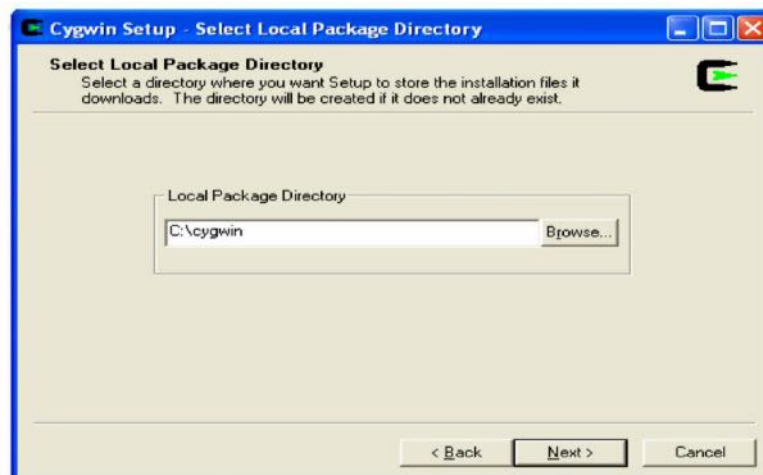 Cygwin Setup - Select Local Package Directory
Select Local Package Directory
Select a directory where you want Setup to store the installation files it
downloads. The directory will be created if it does not already exist.
Local Package Directory
C:\cygwin
Browse...
< Back
Next >
Cancel